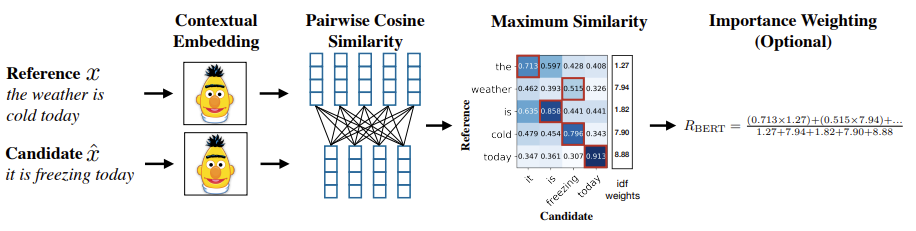 Contextual
Embedding
Pairwise Cosine
Similarity
Maximum Similarity
Importance Weighting
(Optional)
Reference x
the weather is
cold today
Candidate x̂
it is freezing today
Reference
the 0.713 0.597 0.428 0.408 1.27
weather 0.462 0.393 0.515 0.326 7.94
is 0.635 0.858 0.441 0.441 1.82
cold 0.479 0.454 0.796 0.343 7.90
today 0.347 0.361 0.307 0.913 8.88
it is freezing today
idf
weights
Candidate
R_BERT = (0.713×1.27)+(0.515×7.94)+...
1.27+7.94+1.82+7.90+8.88